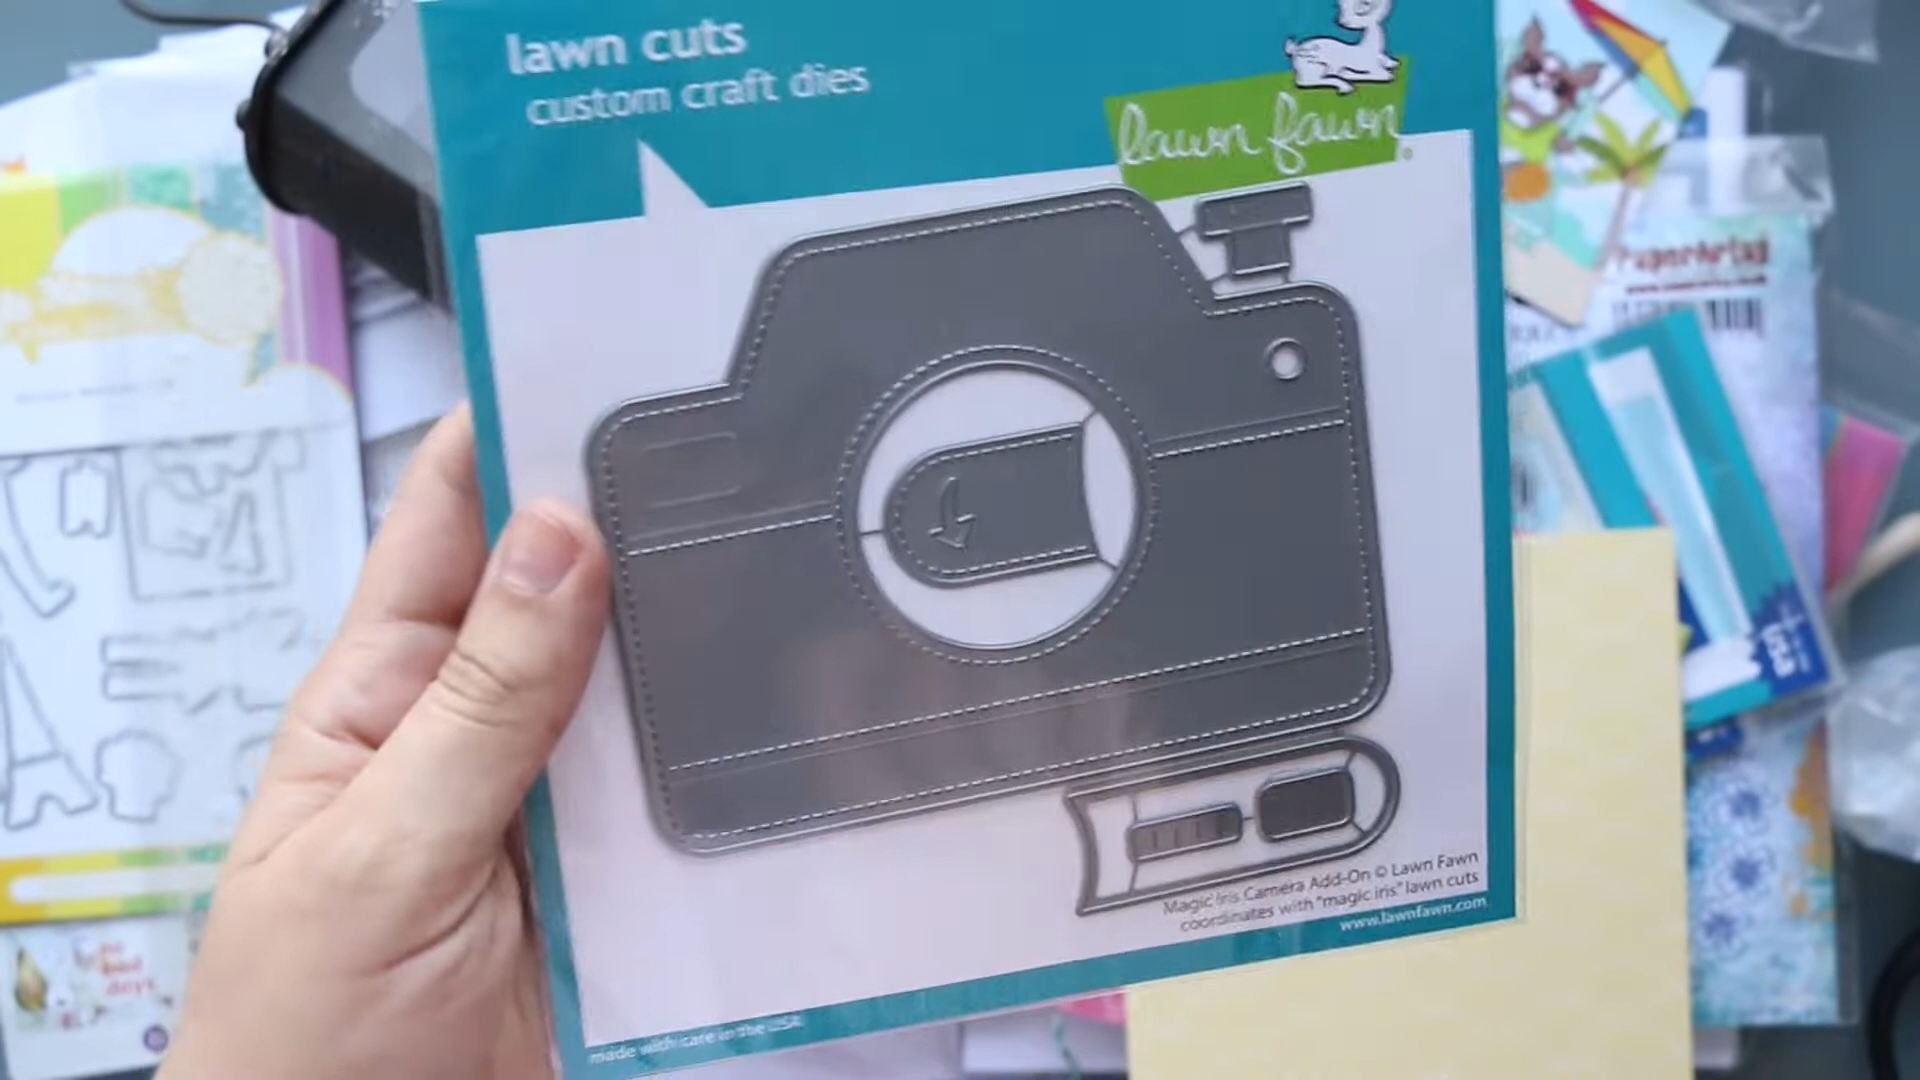 lawn cuts
custom craft dies
lawn fawn
PaperArtsy
Magic Iris Camera Add-On © Lawn Fawn
coordinates with "magic iris" lawn cuts
www.lawnfawn.com
made with care in the USA